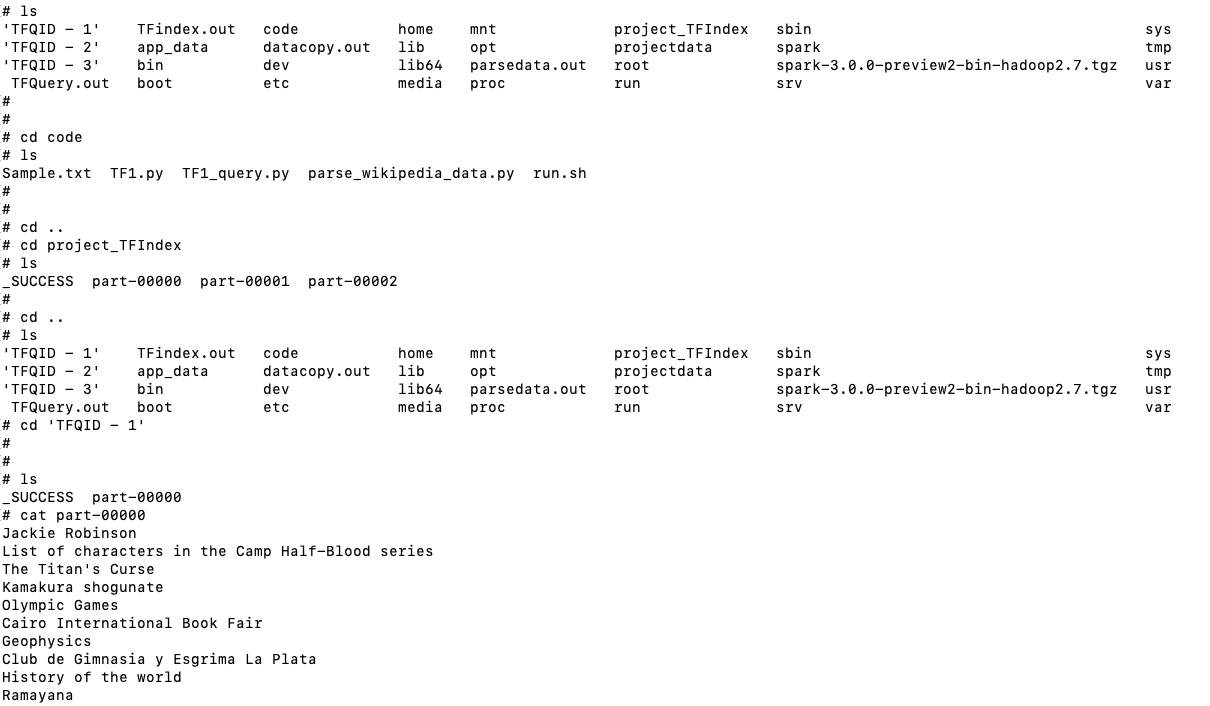 # ls
'TFQID - 1'    TFindex.out   code           home    mnt            project_TFIndex   sbin                                     sys
'TFQID - 2'    app_data      datacopy.out   lib     opt            projectdata       spark                                    tmp
'TFQID - 3'    bin           dev            lib64   parsedata.out   root              spark-3.0.0-preview2-bin-hadoop2.7.tgz   usr
 TFQuery.out   boot          etc            media   proc           run               srv                                      var
#
#
# cd code
# ls
Sample.txt  TF1.py  TF1_query.py  parse_wikipedia_data.py  run.sh
#
#
# cd ..
# cd project_TFIndex
# ls
_SUCCESS  part-00000  part-00001  part-00002
#
# cd ..
# ls
'TFQID - 1'    TFindex.out   code           home    mnt            project_TFIndex   sbin                                     sys
'TFQID - 2'    app_data      datacopy.out   lib     opt            projectdata       spark                                    tmp
'TFQID - 3'    bin           dev            lib64   parsedata.out   root              spark-3.0.0-preview2-bin-hadoop2.7.tgz   usr
 TFQuery.out   boot          etc            media   proc           run               srv                                      var
# cd 'TFQID - 1'
#
#
# ls
_SUCCESS  part-00000
# cat part-00000
Jackie Robinson
List of characters in the Camp Half-Blood series
The Titan's Curse
Kamakura shogunate
Olympic Games
Cairo International Book Fair
Geophysics
Club de Gimnasia y Esgrima La Plata
History of the world
Ramayana